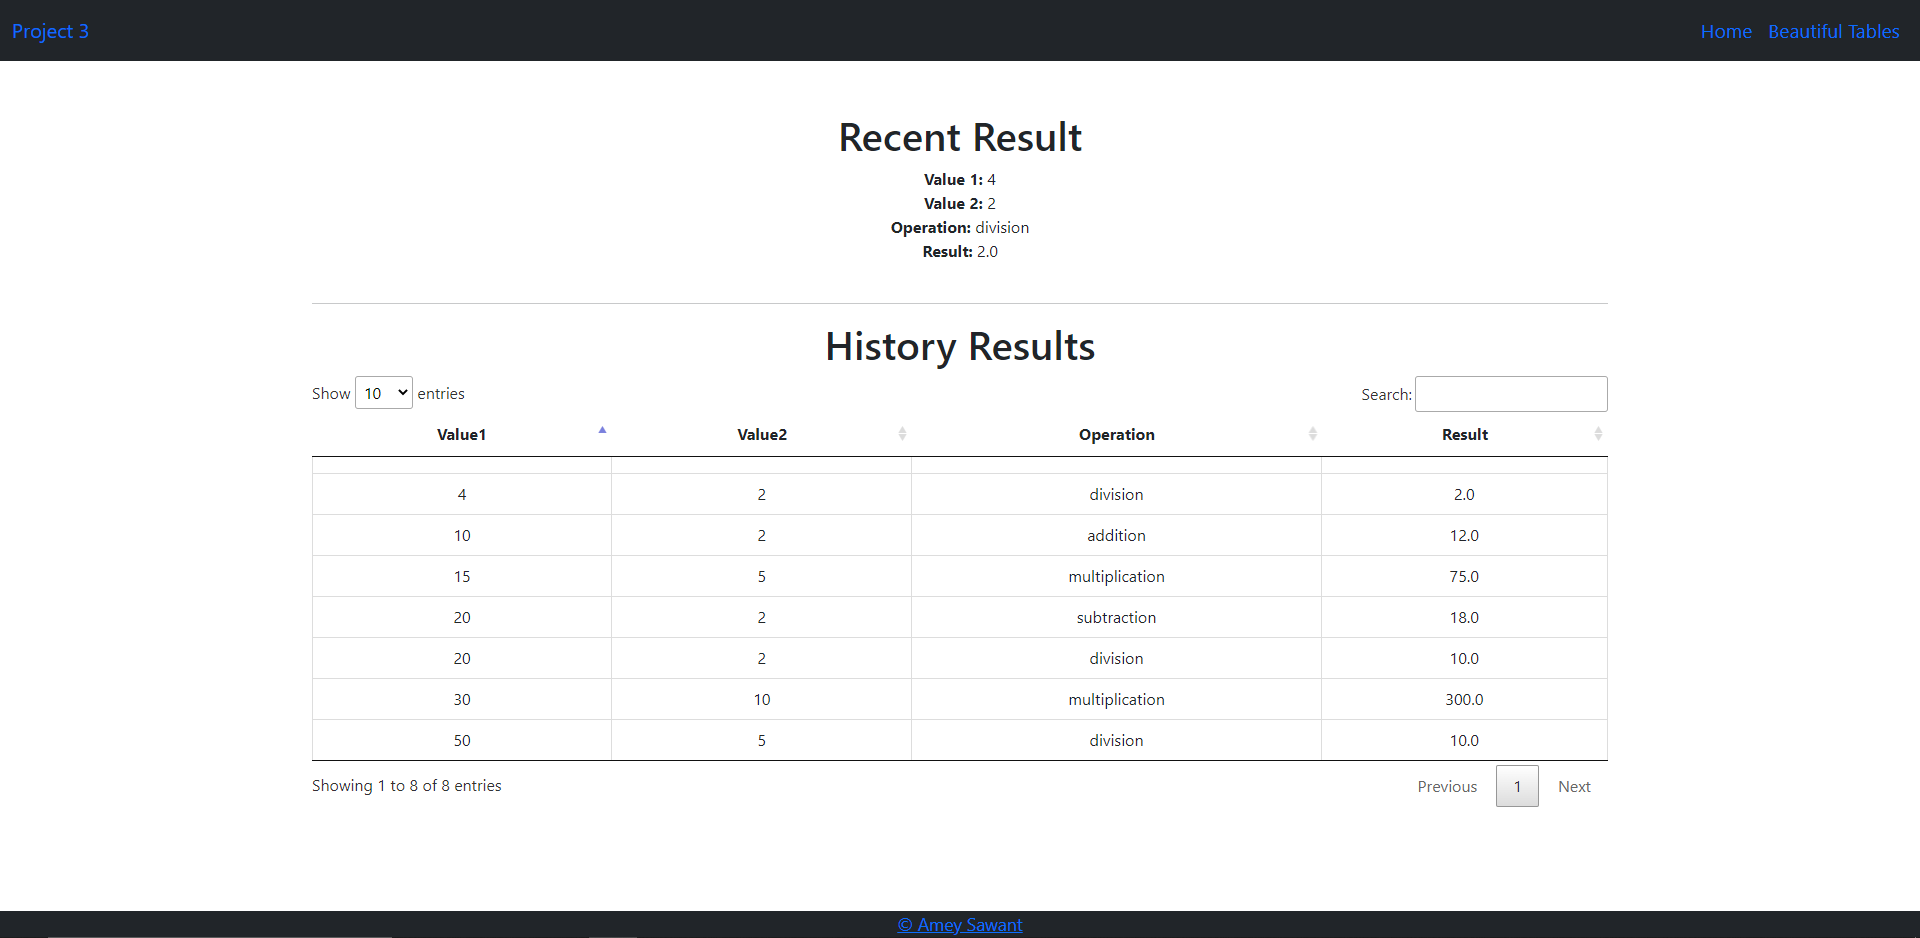 Project 3 Home Beautiful Tables
Recent Result
Value 1: 4
Value 2: 2
Operation: division
Result: 2.0
History Results
Show 10 entries Search:
Value1 Value2 Operation Result
4 2 division 2.0
10 2 addition 12.0
15 5 multiplication 75.0
20 2 subtraction 18.0
20 2 division 10.0
30 10 multiplication 300.0
50 5 division 10.0
Showing 1 to 8 of 8 entries Previous 1 Next
© Amey Sawant